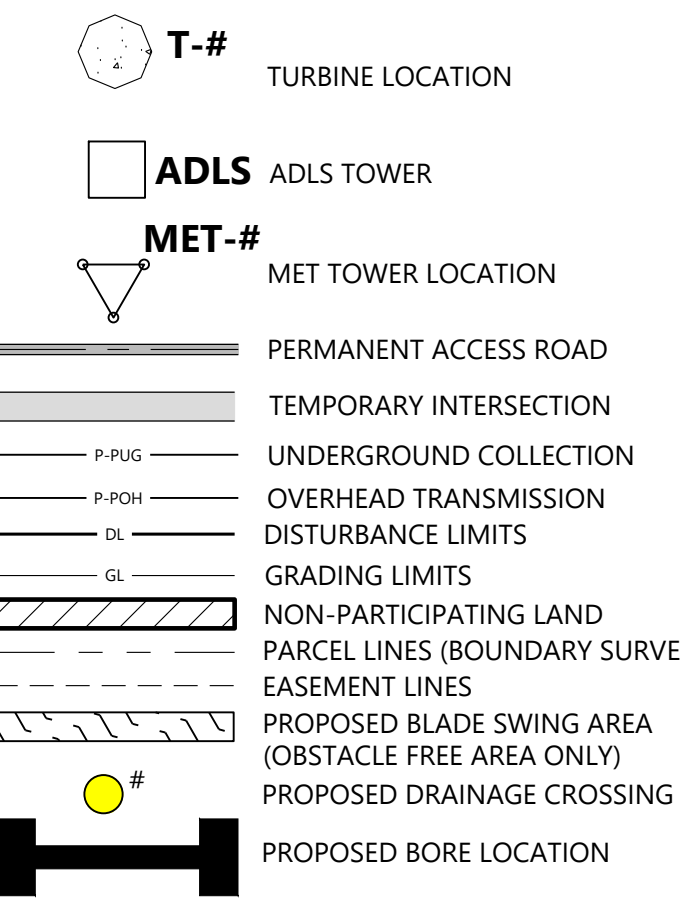 T-#
TURBINE LOCATION
ADLS ADLS TOWER
MET-#
MET TOWER LOCATION
PERMANENT ACCESS ROAD
TEMPORARY INTERSECTION
P-PUG UNDERGROUND COLLECTION
P-POH OVERHEAD TRANSMISSION
DL DISTURBANCE LIMITS
GL GRADING LIMITS
NON-PARTICIPATING LAND
PARCEL LINES (BOUNDARY SURVE
EASEMENT LINES
PROPOSED BLADE SWING AREA
(OBSTACLE FREE AREA ONLY)
# PROPOSED DRAINAGE CROSSING
PROPOSED BORE LOCATION